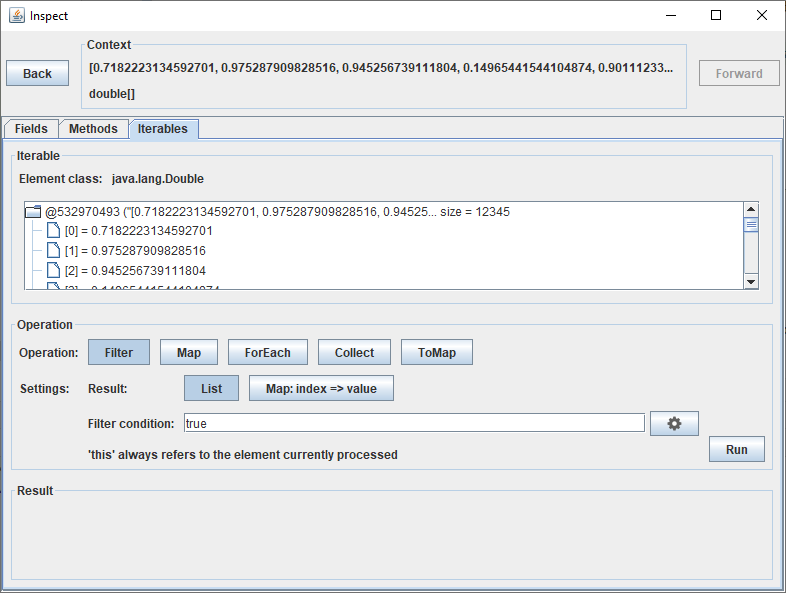 Inspect
Context
Back
[0.7182223134592701, 0.975287909828516, 0.945256739111804, 0.14965441544104874, 0.90111233...
Forward
double[]
Fields Methods Iterables
Iterable
Element class: java.lang.Double
@532970493 ("[0.7182223134592701, 0.975287909828516, 0.94525... size = 12345
[0] = 0.7182223134592701
[1] = 0.975287909828516
[2] = 0.945256739111804
[3] = 0.14965441544104874
Operation
Operation: Filter Map ForEach Collect ToMap
Settings: Result: List Map: index => value
Filter condition: true
'this' always refers to the element currently processed
Run
Result